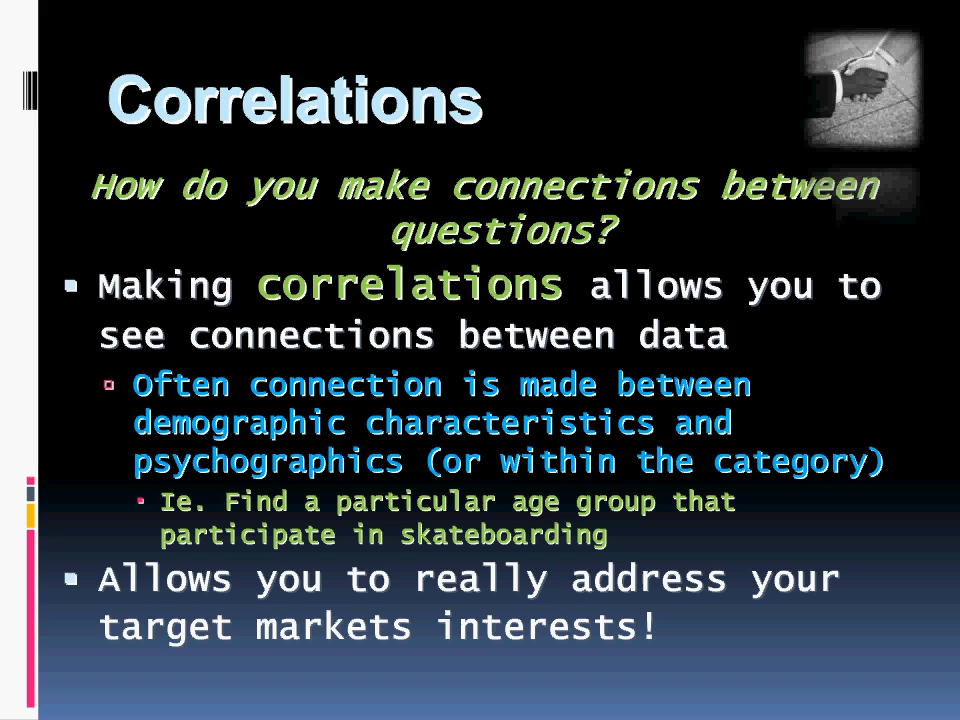 Correlations
How do you make connections between
questions?
▪ Making correlations allows you to
see connections between data
▫ Often connection is made between
demographic characteristics and
psychographics (or within the category)
▪ Ie. Find a particular age group that
participate in skateboarding
▪ Allows you to really address your
target markets interests!